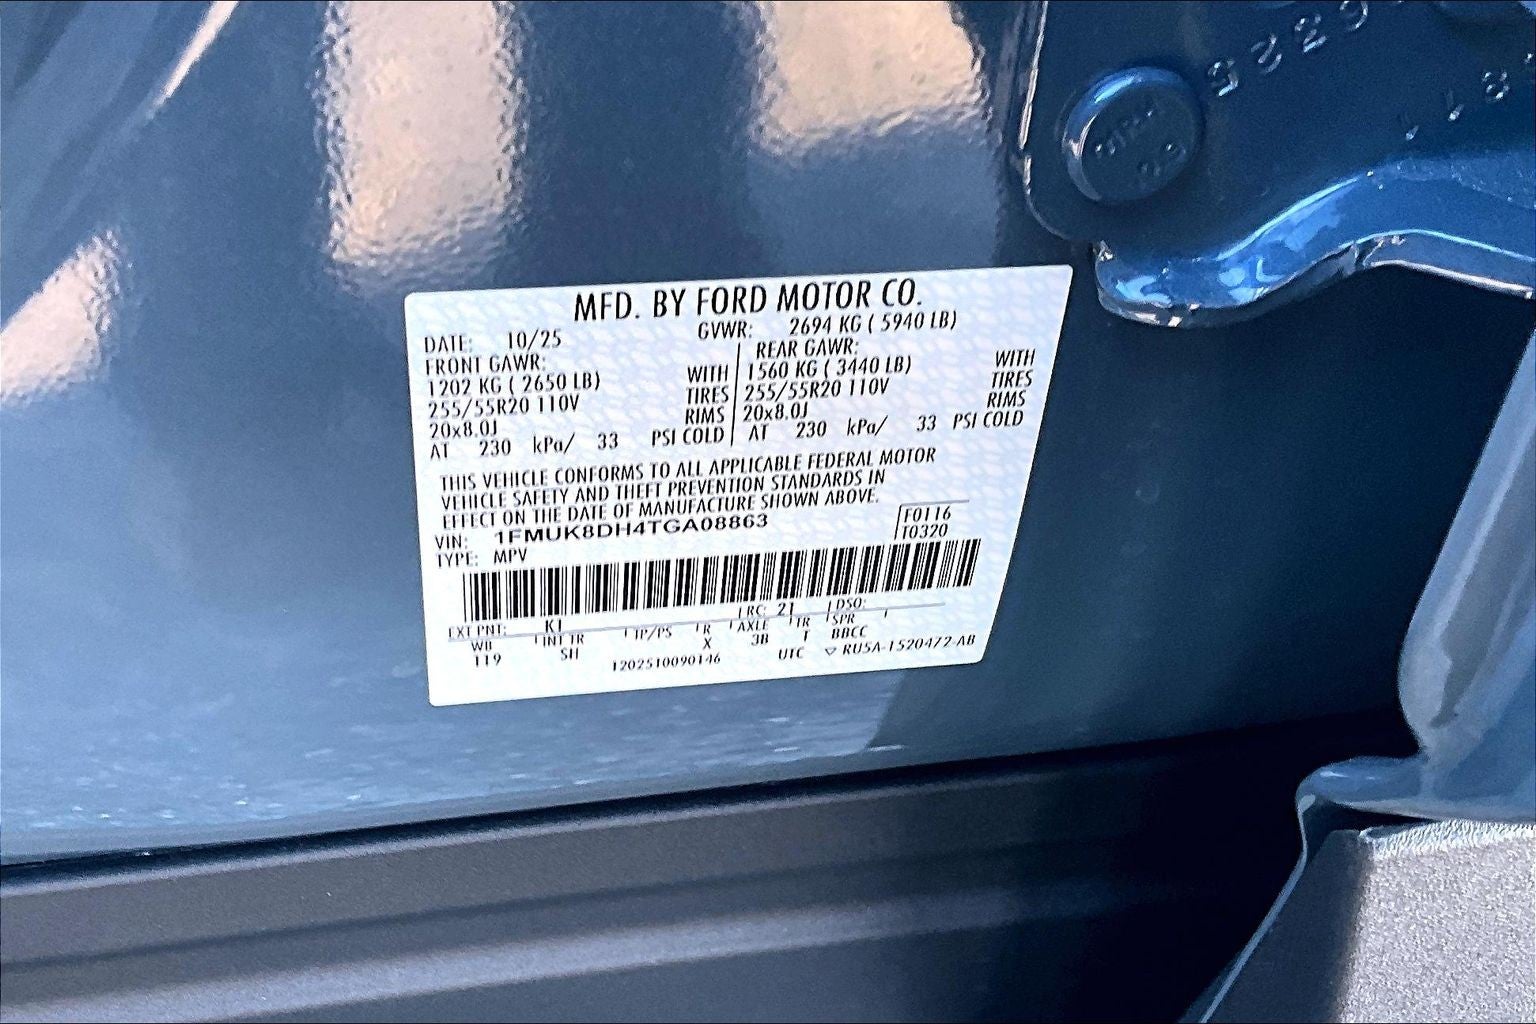 MFD. BY FORD MOTOR CO.
DATE: 10/25 GVWR: 2694 KG ( 5940 LB)
FRONT GAWR: REAR GAWR:
1202 KG ( 2650 LB) WITH 1560 KG ( 3440 LB) WITH
255/55R20 110V TIRES 255/55R20 110V TIRES
20x8.0J RIMS 20x8.0J RIMS
AT 230 kPa/ 33 PSI COLD AT 230 kPa/ 33 PSI COLD
THIS VEHICLE CONFORMS TO ALL APPLICABLE FEDERAL MOTOR
VEHICLE SAFETY AND THEFT PREVENTION STANDARDS IN
EFFECT ON THE DATE OF MANUFACTURE SHOWN ABOVE.
VIN: 1FMUK8DH4TGA08863 F0116
TYPE: MPV T0320
EXT PNT: K1 RC: 21 DSO:
WB INT TR TP/PS R AXLE TR SPR
119 SH X 3B T BBCC
1202510090146 UTC ▽ RU5A-1520472-AB